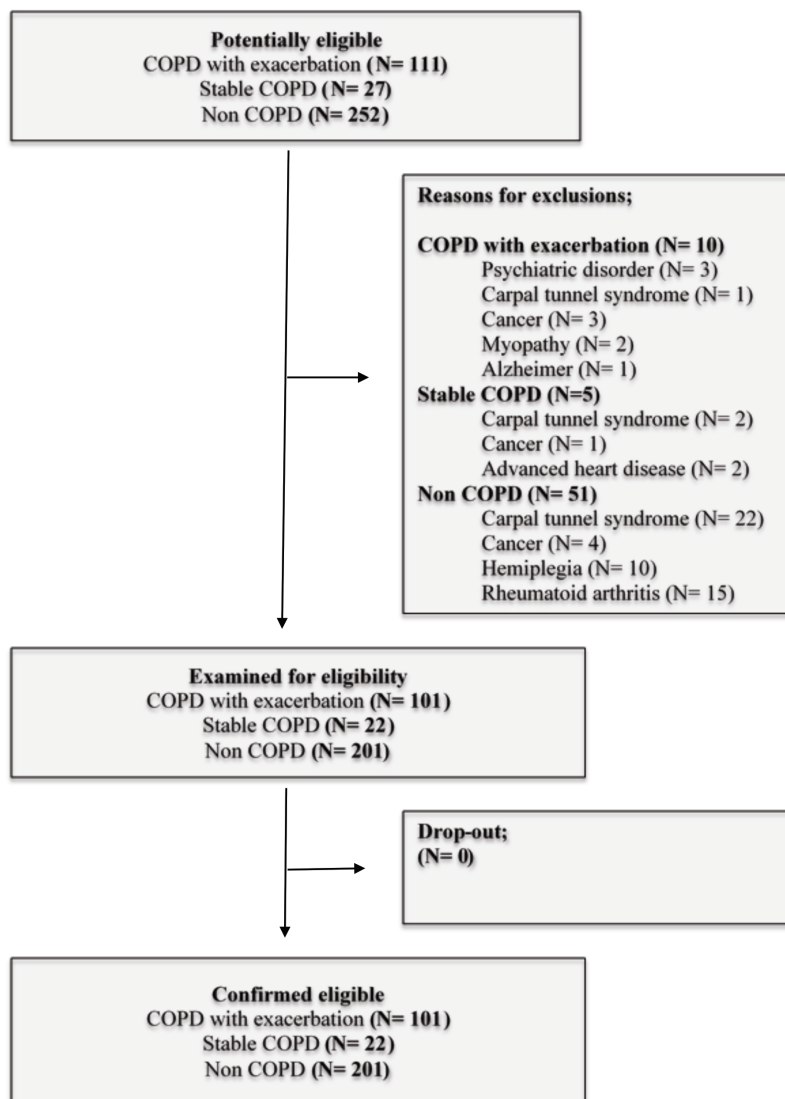 Potentially eligible
COPD with exacerbation (N= 111)
Stable COPD (N= 27)
Non COPD (N= 252)
Reasons for exclusions;
COPD with exacerbation (N= 10)
Psychiatric disorder (N= 3)
Carpal tunnel syndrome (N= 1)
Cancer (N= 3)
Myopathy (N= 2)
Alzheimer (N= 1)
Stable COPD (N=5)
Carpal tunnel syndrome (N= 2)
Cancer (N= 1)
Advanced heart disease (N= 2)
Non COPD (N= 51)
Carpal tunnel syndrome (N= 22)
Cancer (N= 4)
Hemiplegia (N= 10)
Rheumatoid arthritis (N= 15)
Examined for eligibility
COPD with exacerbation (N= 101)
Stable COPD (N= 22)
Non COPD (N= 201)
Drop-out;
(N= 0)
Confirmed eligible
COPD with exacerbation (N= 101)
Stable COPD (N= 22)
Non COPD (N= 201)